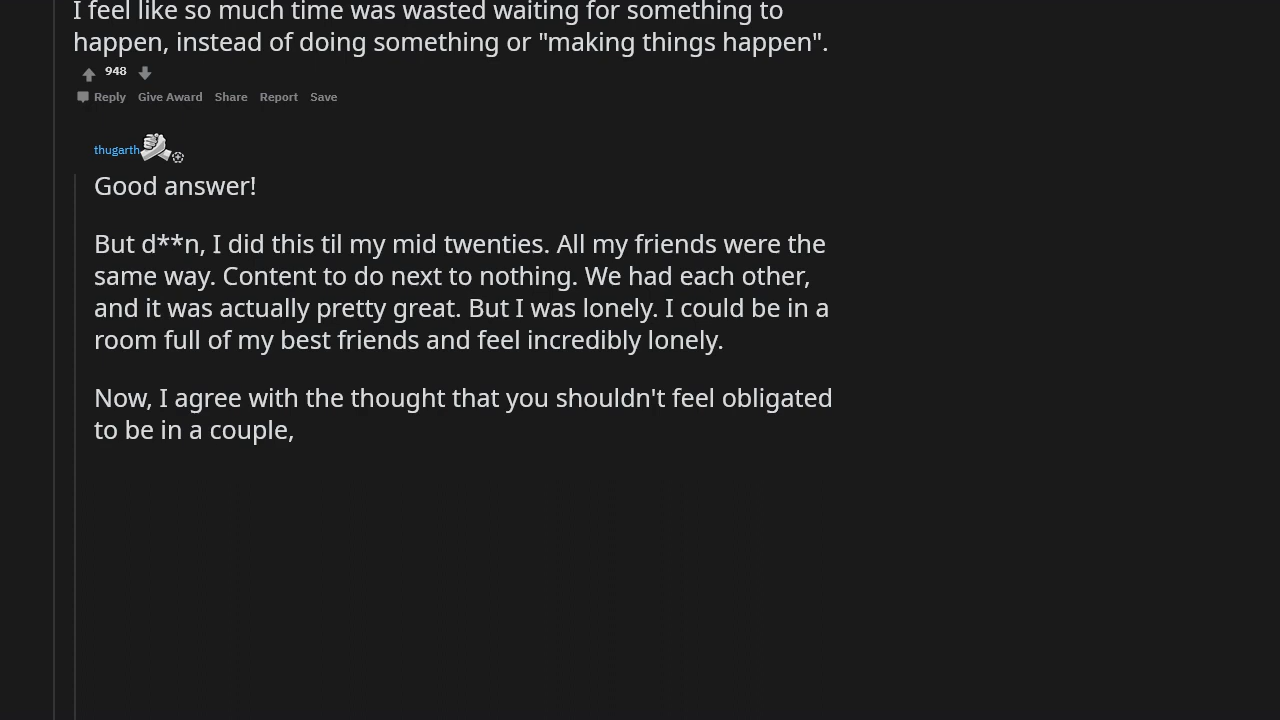 I feel like so much time was wasted waiting for something to
happen, instead of doing something or "making things happen".
948
Reply Give Award Share Report Save
thugarth
Good answer!
But d**n, I did this til my mid twenties. All my friends were the
same way. Content to do next to nothing. We had each other,
and it was actually pretty great. But I was lonely. I could be in a
room full of my best friends and feel incredibly lonely.
Now, I agree with the thought that you shouldn't feel obligated
to be in a couple,